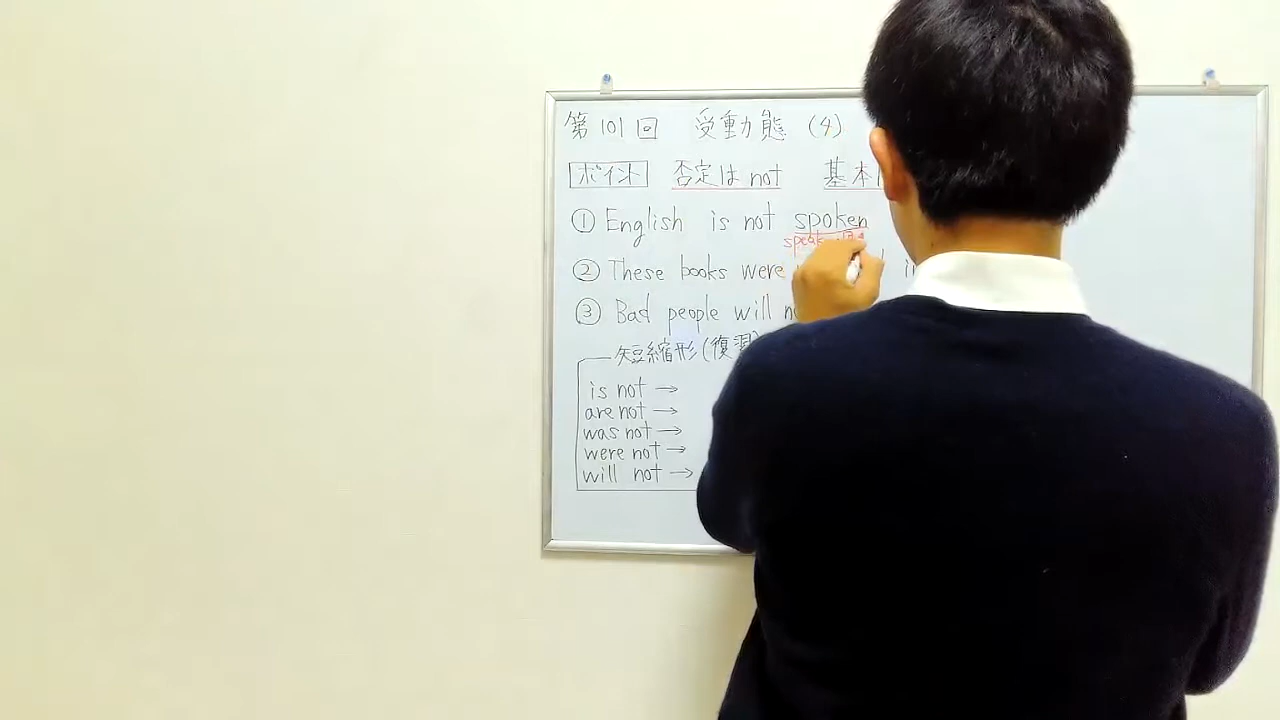 第101回 受動態 (4)
ポイント 否定は not 基本
① English is not spoken
speak
② These books were
③ Bad people will
短縮形 (復習)
is not →
are not →
was not →
were not →
will not →